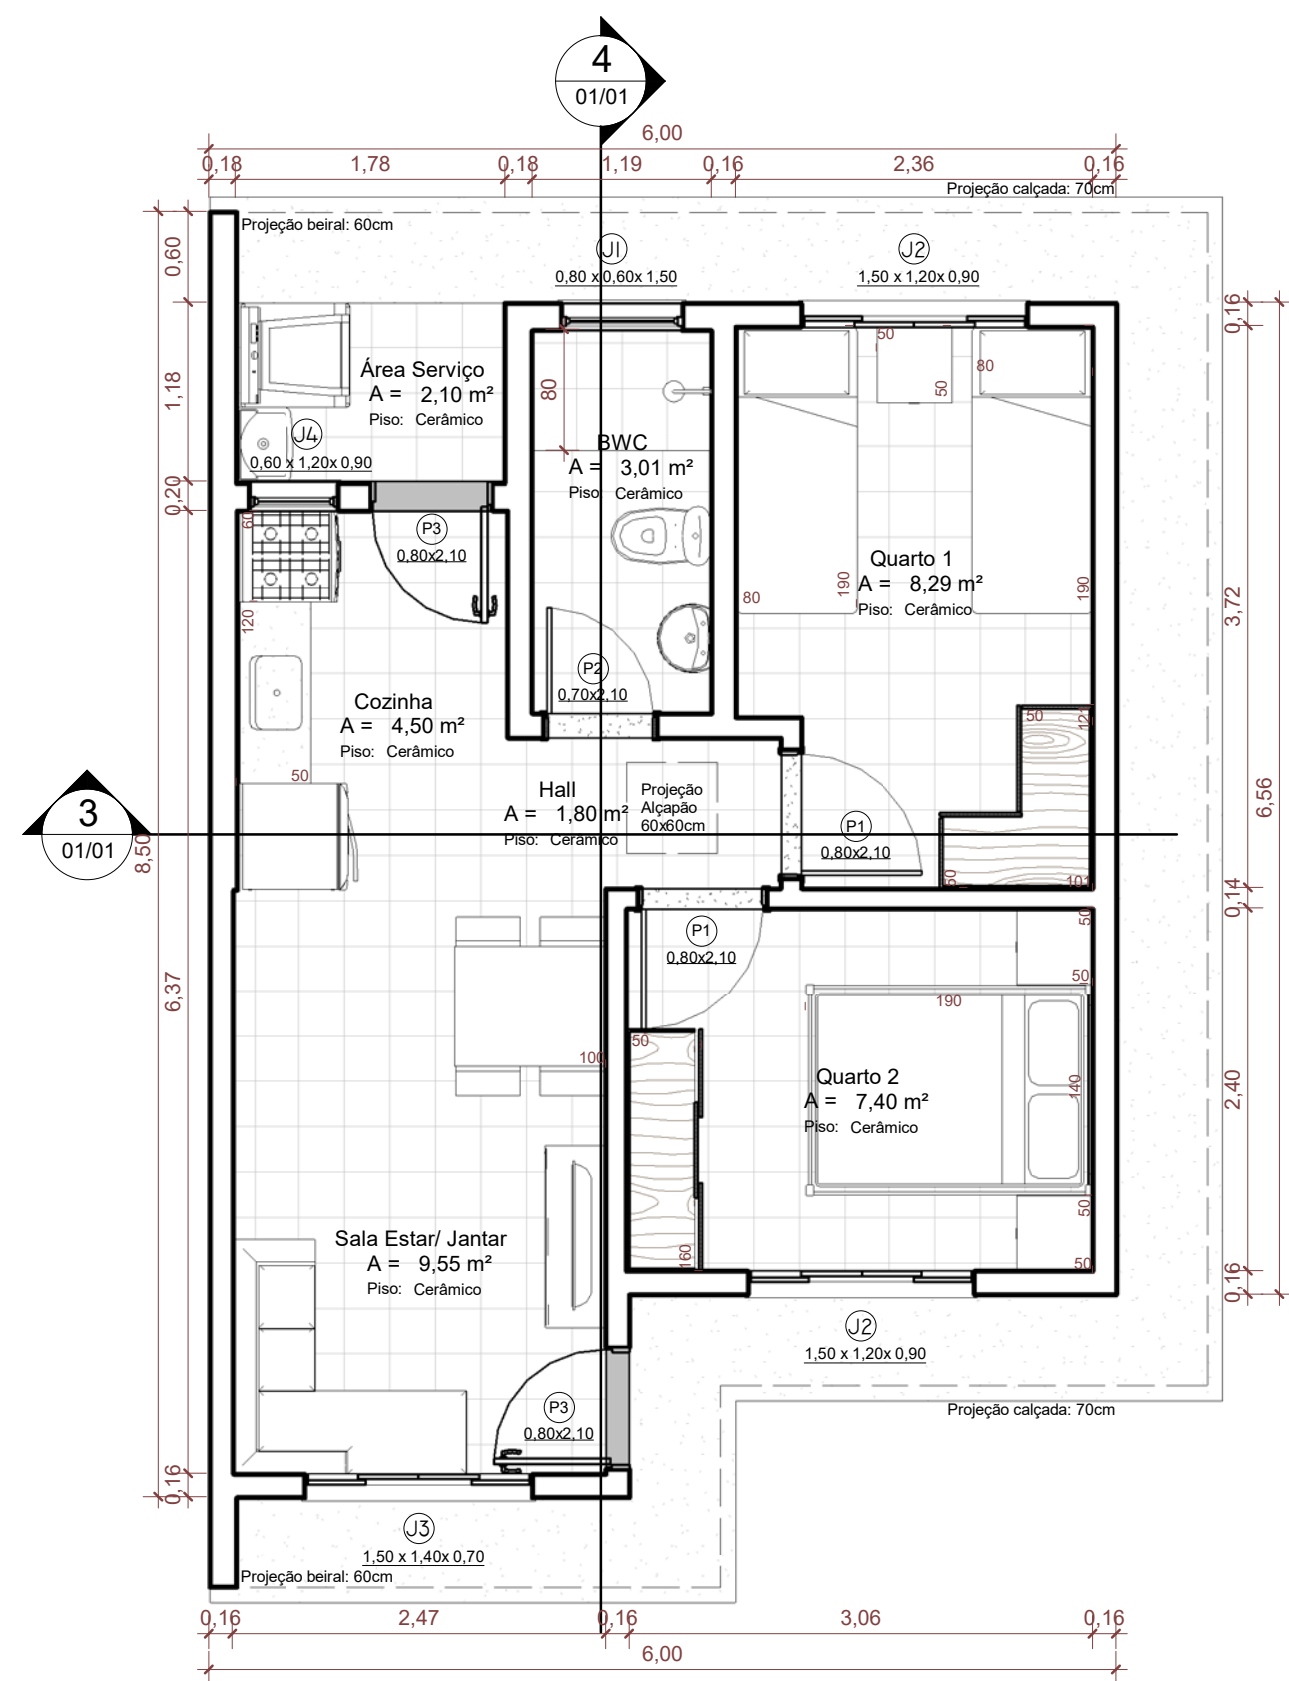 4
01/01
6,00
0,18
1,78
0,18
1,19
0,16
2,36
0,16
Projeção calçada: 70cm
Projeção beiral: 60cm
J1
0,80 x 0,60x 1,50
J2
1,50 x 1,20x 0,90
0,60
1,18
0,20
6,37
0,16
8,50
Área Serviço
A = 2,10 m²
Piso: Cerâmico
J4
0,60 x 1,20x 0,90
80
BWC
A = 3,01 m²
Piso: Cerâmico
50
50
80
Quarto 1
A = 8,29 m²
Piso: Cerâmico
80
190
190
0,16
3,72
0,14
2,40
0,16
6,56
60
P3
0,80x2,10
120
P2
0,70x2,10
Cozinha
A = 4,50 m²
Piso: Cerâmico
50
50
Hall
A = 1,80 m²
Piso: Cerâmico
Projeção
Alçapão
60x60cm
3
01/01
P1
0,80x2,10
101
P1
0,80x2,10
50
50
190
50
100
Quarto 2
A = 7,40 m²
Piso: Cerâmico
140
50
50
160
Sala Estar/ Jantar
A = 9,55 m²
Piso: Cerâmico
J2
1,50 x 1,20x 0,90
P3
0,80x2,10
Projeção calçada: 70cm
J3
1,50 x 1,40x 0,70
Projeção beiral: 60cm
0,16
2,47
0,16
3,06
0,16
6,00